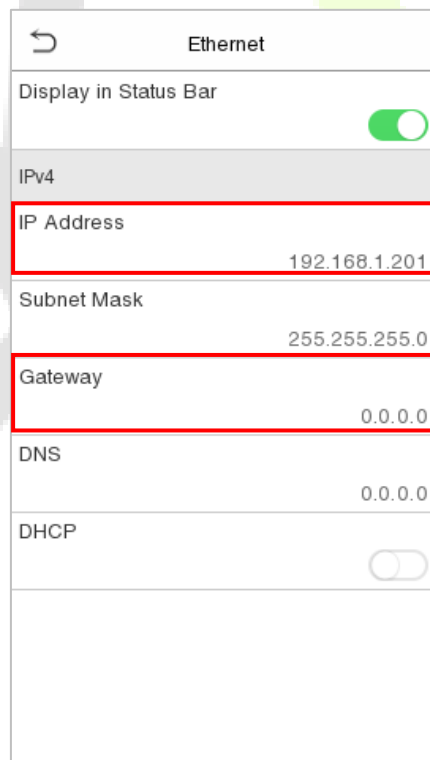 Ethernet
Display in Status Bar
IPv4
IP Address
192.168.1.201
Subnet Mask
255.255.255.0
Gateway
0.0.0.0
DNS
0.0.0.0
DHCP